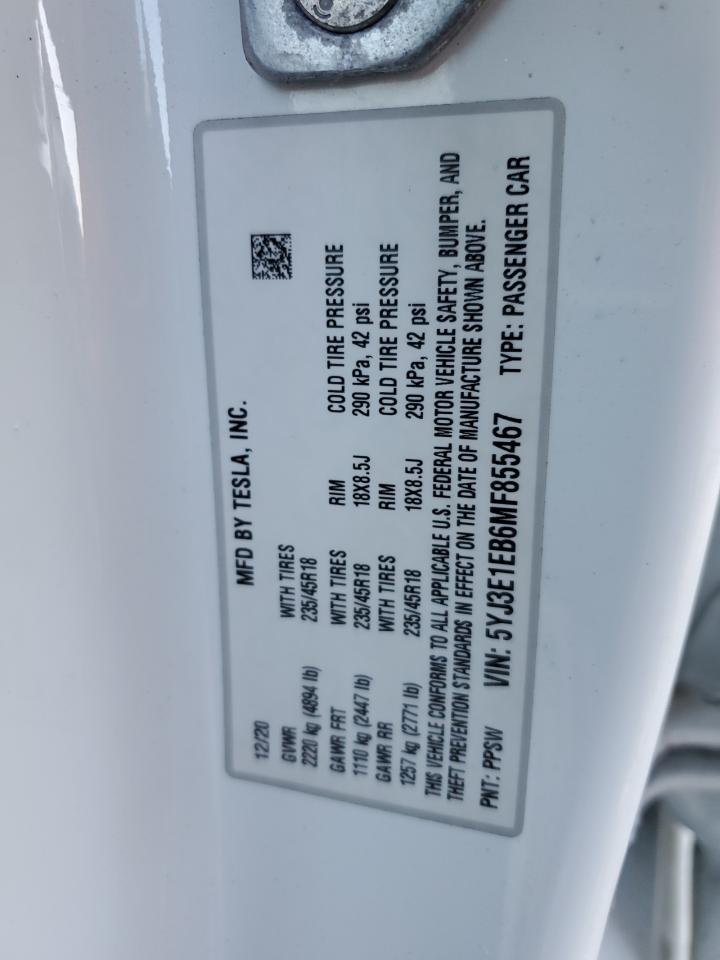 MFD BY TESLA, INC.
12/20
GVWR WITH TIRES
2220 kg (4894 lb) 235/45R18
GAWR FRT WITH TIRES RIM COLD TIRE PRESSURE
1110 kg (2447 lb) 235/45R18 18X8.5J 290 kPa, 42 psi
GAWR RR WITH TIRES RIM COLD TIRE PRESSURE
1257 kg (2771 lb) 235/45R18 18X8.5J 290 kPa, 42 psi
THIS VEHICLE CONFORMS TO ALL APPLICABLE U.S. FEDERAL MOTOR VEHICLE SAFETY, BUMPER, AND
THEFT PREVENTION STANDARDS IN EFFECT ON THE DATE OF MANUFACTURE SHOWN ABOVE.
PNT: PPSW VIN: 5YJ3E1EB6MF855467 TYPE: PASSENGER CAR